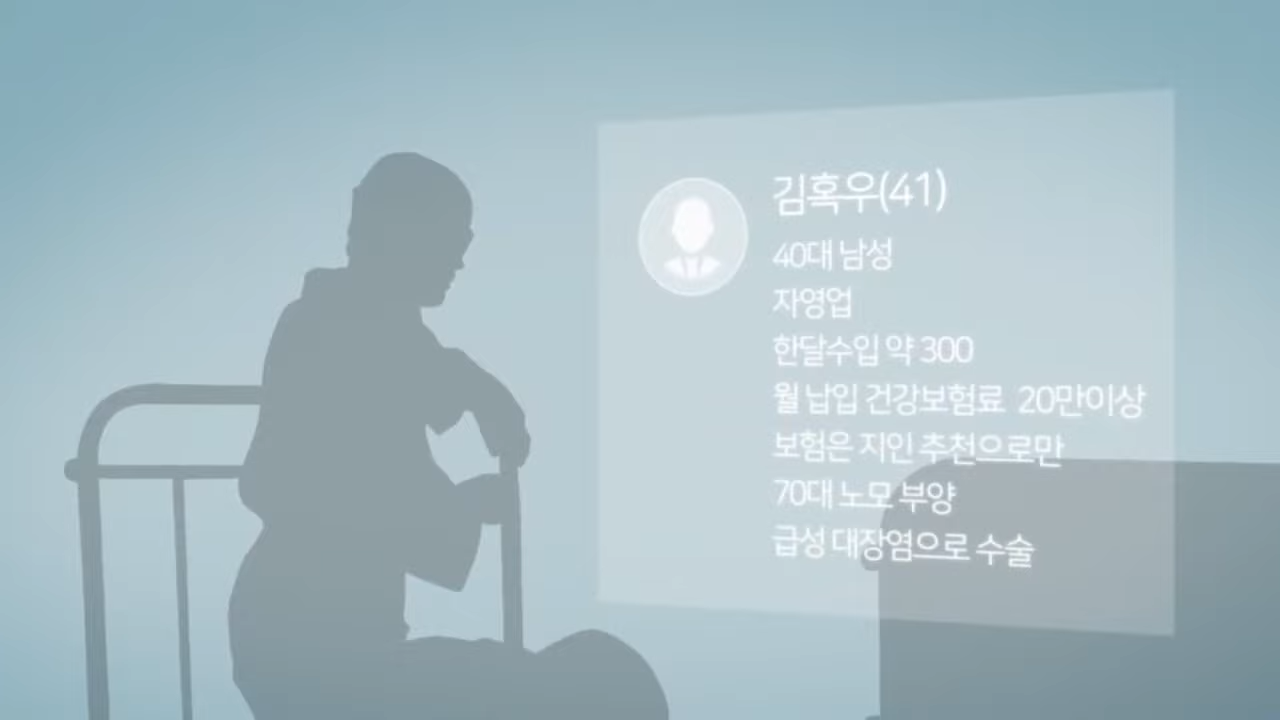 김혹우(41)
40대 남성
자영업
한달수입 약 300
월 납입 건강보험료 20만이상
보험은 지인 추천으로만
70대 노모 부양
급성 대장염으로 수술